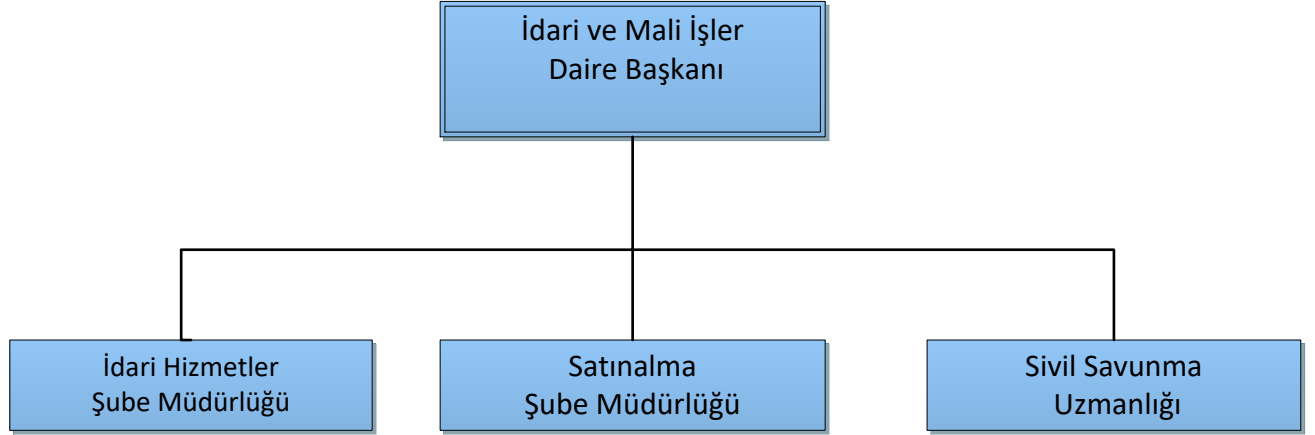 İdari ve Mali İşler
Daire Başkanı
İdari Hizmetler
Şube Müdürlüğü
Satınalma
Şube Müdürlüğü
Sivil Savunma
Uzmanlığı